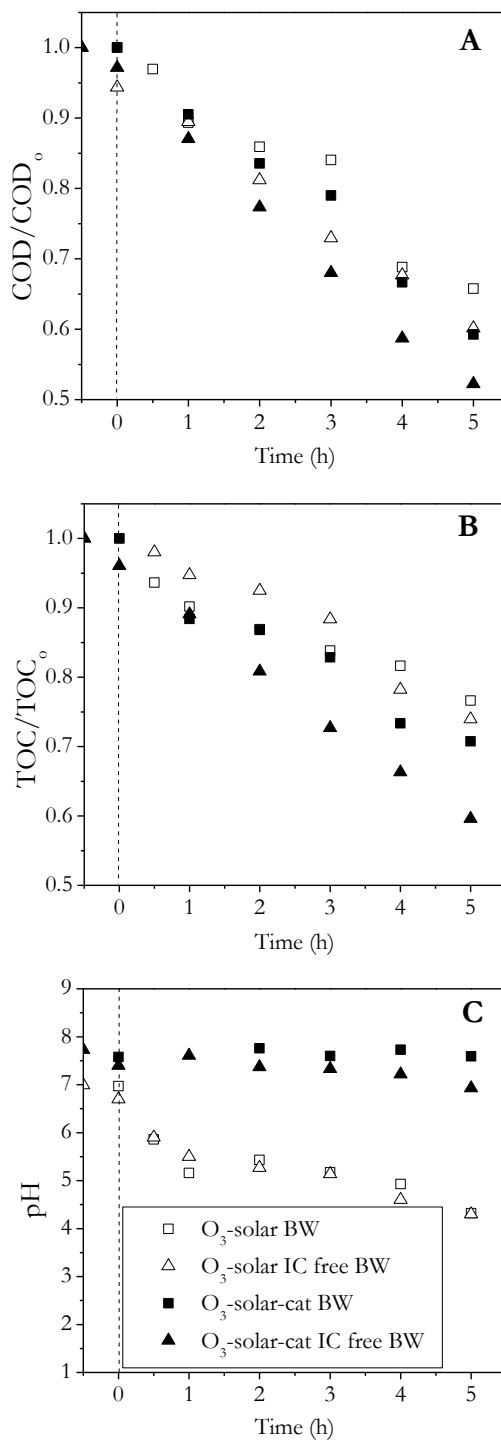 A
1.0
0.9
0.8
0.7
0.6
0.5
COD/COD₀
0 1 2 3 4 5
Time (h)
B
1.0
0.9
0.8
0.7
0.6
0.5
TOC/TOC₀
0 1 2 3 4 5
Time (h)
C
9
8
7
6
5
4
3
2
1
pH
O₃-solar BW
O₃-solar IC free BW
O₃-solar-cat BW
O₃-solar-cat IC free BW
0 1 2 3 4 5
Time (h)